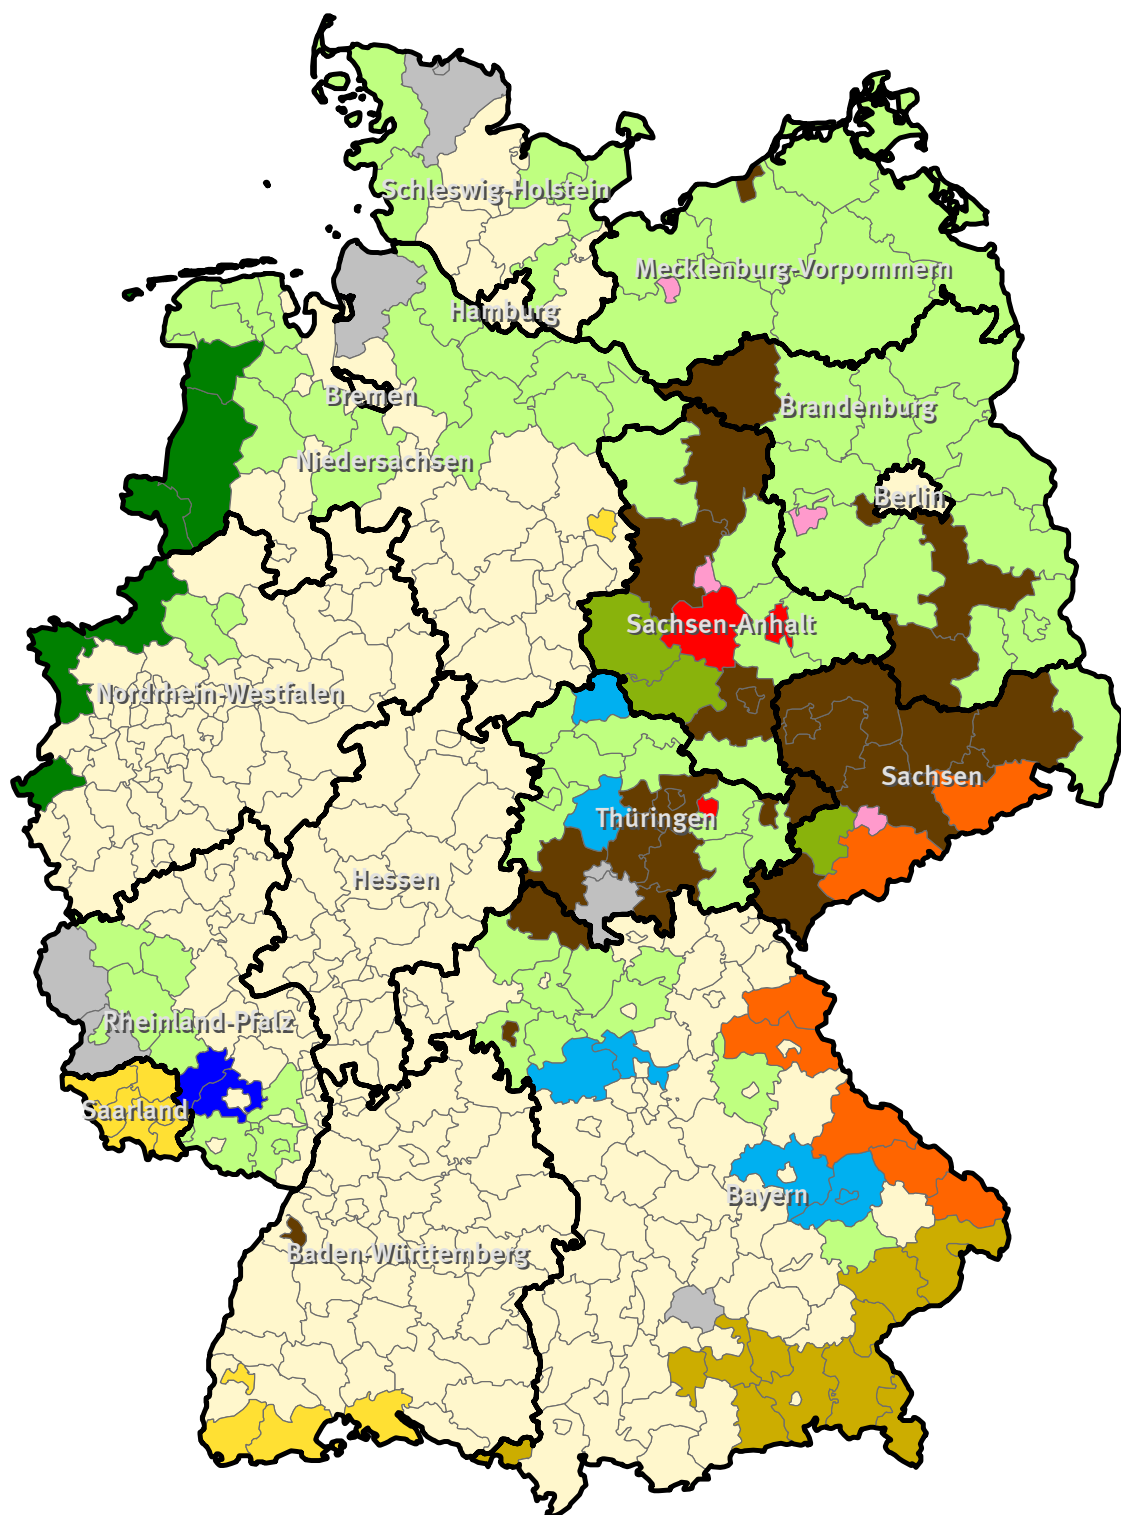 Schleswig-Holstein
Mecklenburg-Vorpommern
Hamburg
Bremen
Brandenburg
Niedersachsen
Berlin
Sachsen-Anhalt
Nordrhein-Westfalen
Sachsen
Thüringen
Hessen
Rheinland-Pfalz
Saarland
Bayern
Baden-Württemberg